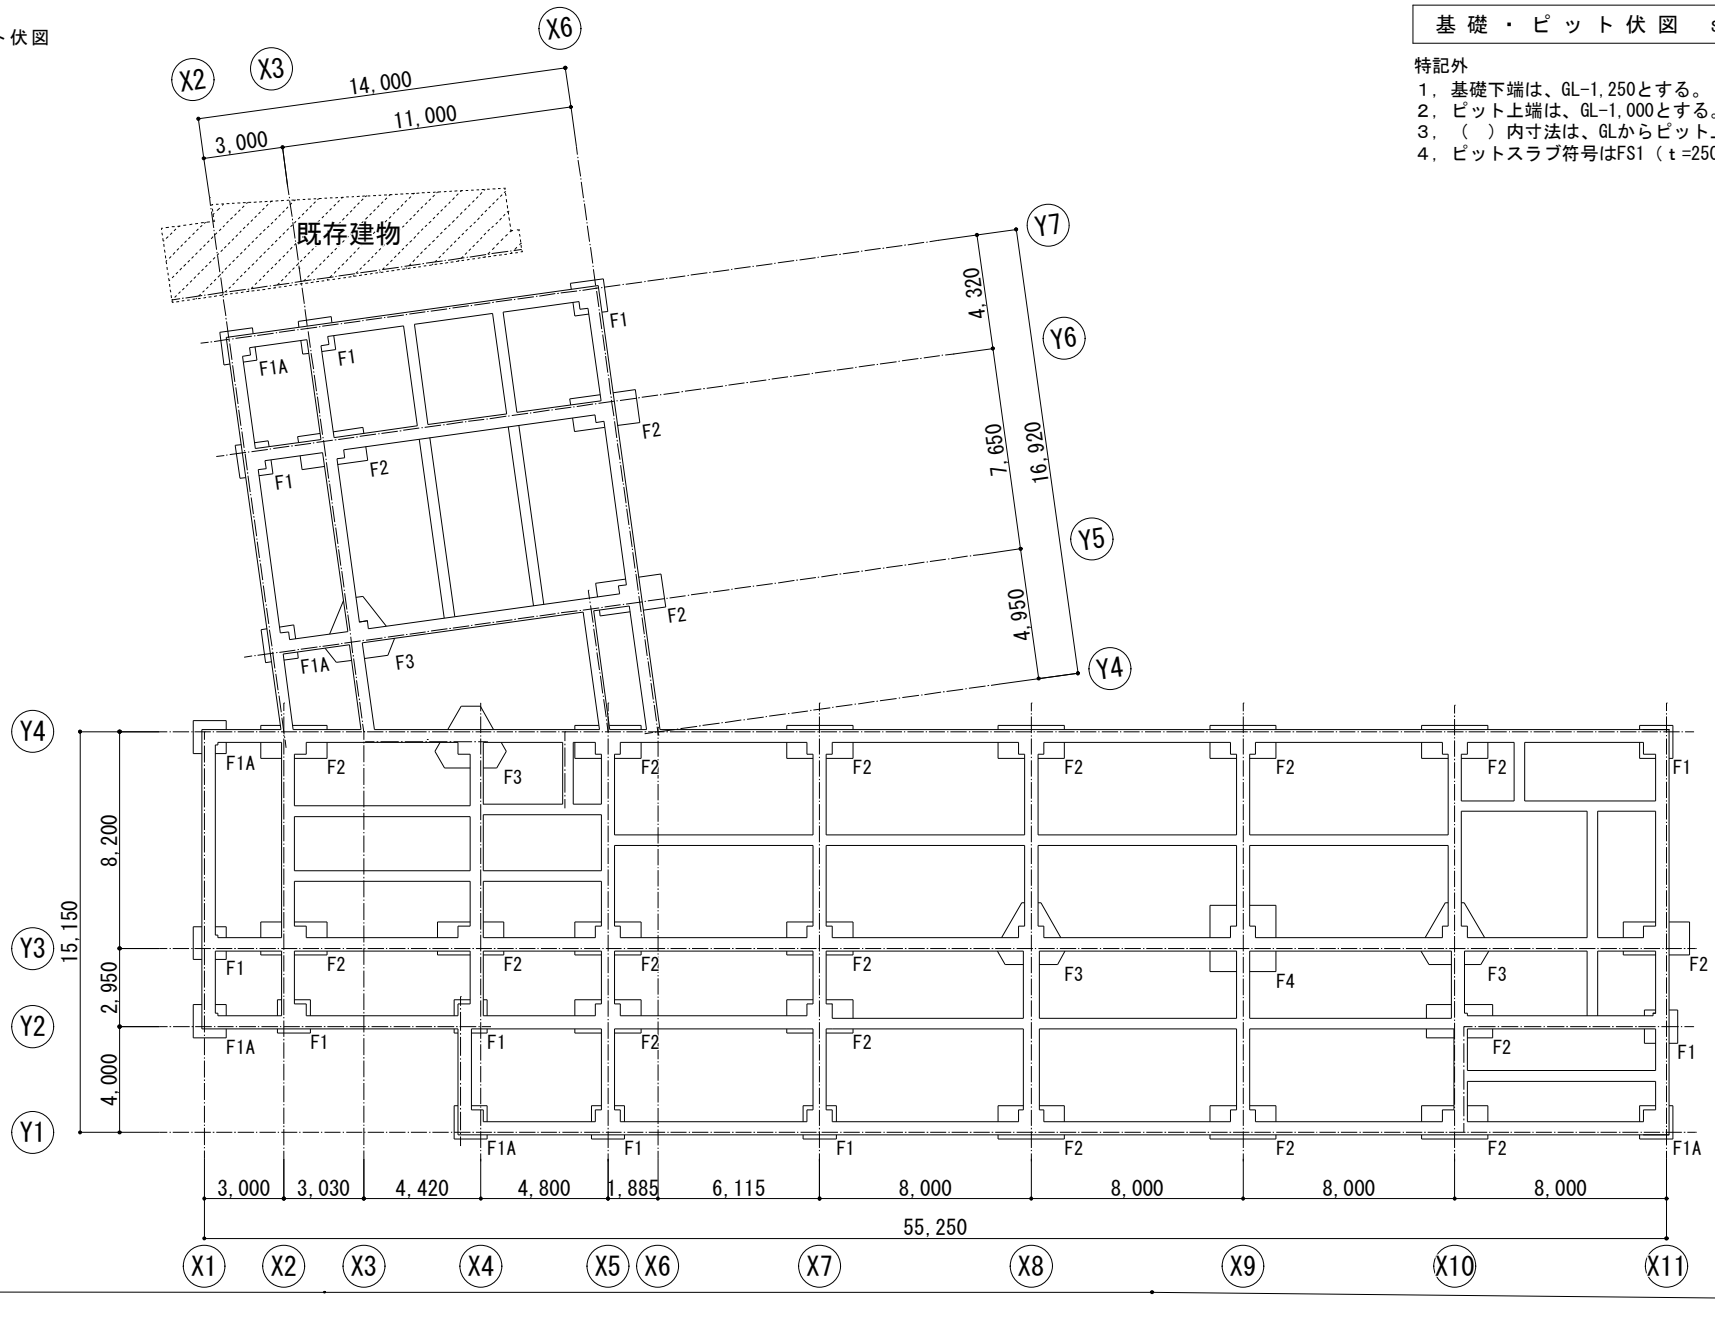 ト伏図
基礎・ピット伏図
特記外
1, 基礎下端は、GL-1,250とする。
2, ピット上端は、GL-1,000とする。
3, （ ）内寸法は、GLからピット
4, ピットスラブ符号はFS1（ｔ=250
X2
X3
X6
14,000
11,000
3,000
既存建物
Y7
4,320
Y6
7,650
16,920
Y5
4,950
Y4
F1
F1A
F1
F2
F1
F2
F2
F1A
F3
Y4
F1A
F2
F3
F2
F2
F2
F2
F2
F1
8,200
15,150
Y3
F1
F2
F2
F2
F2
F3
F4
F3
F2
2,950
Y2
F1A
F1
F1
F2
F2
F2
F1
4,000
Y1
F1A
F1
F1
F2
F2
F2
F1A
3,000
3,030
4,420
4,800
1,885
6,115
8,000
8,000
8,000
8,000
55,250
X1
X2
X3
X4
X5
X6
X7
X8
X9
X10
X11